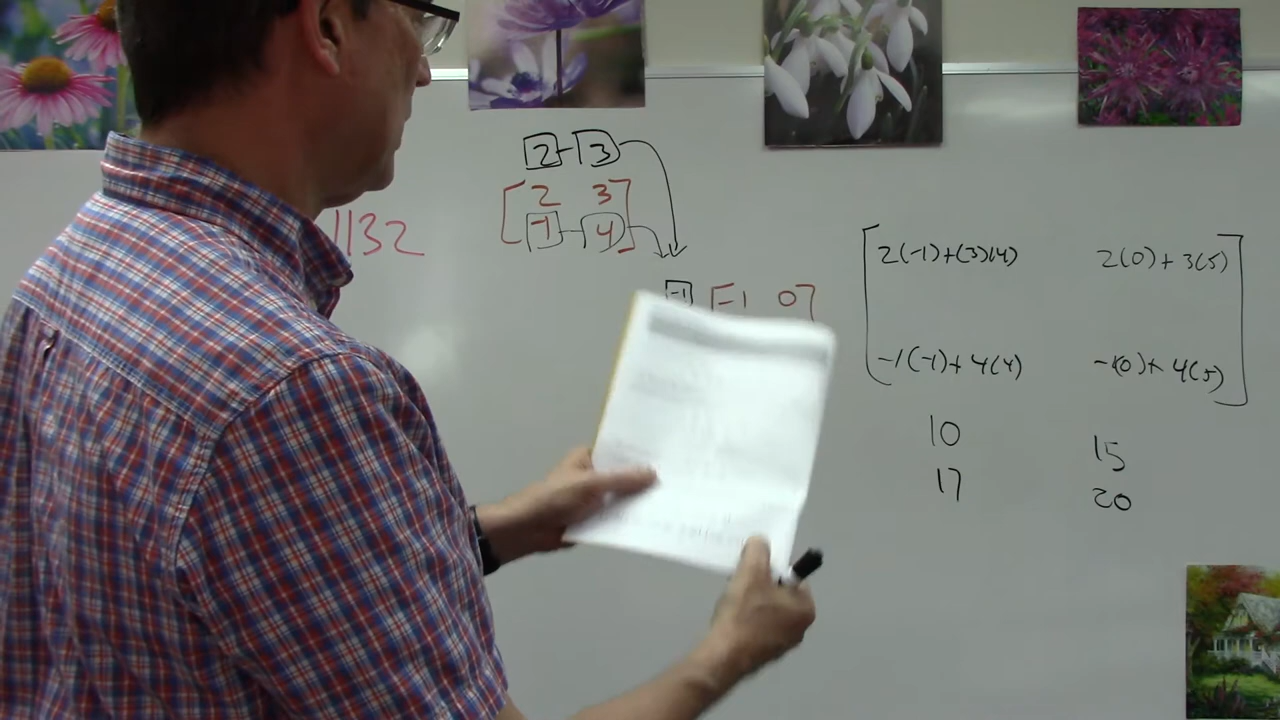 2 - 3
[2 3
-1 - 4]
1132
-1 [-1 0]
[2(-1)+(3)(4) 2(0)+3(5)
-1(-1)+4(4) -1(0)+4(5)]
10 15
17 20